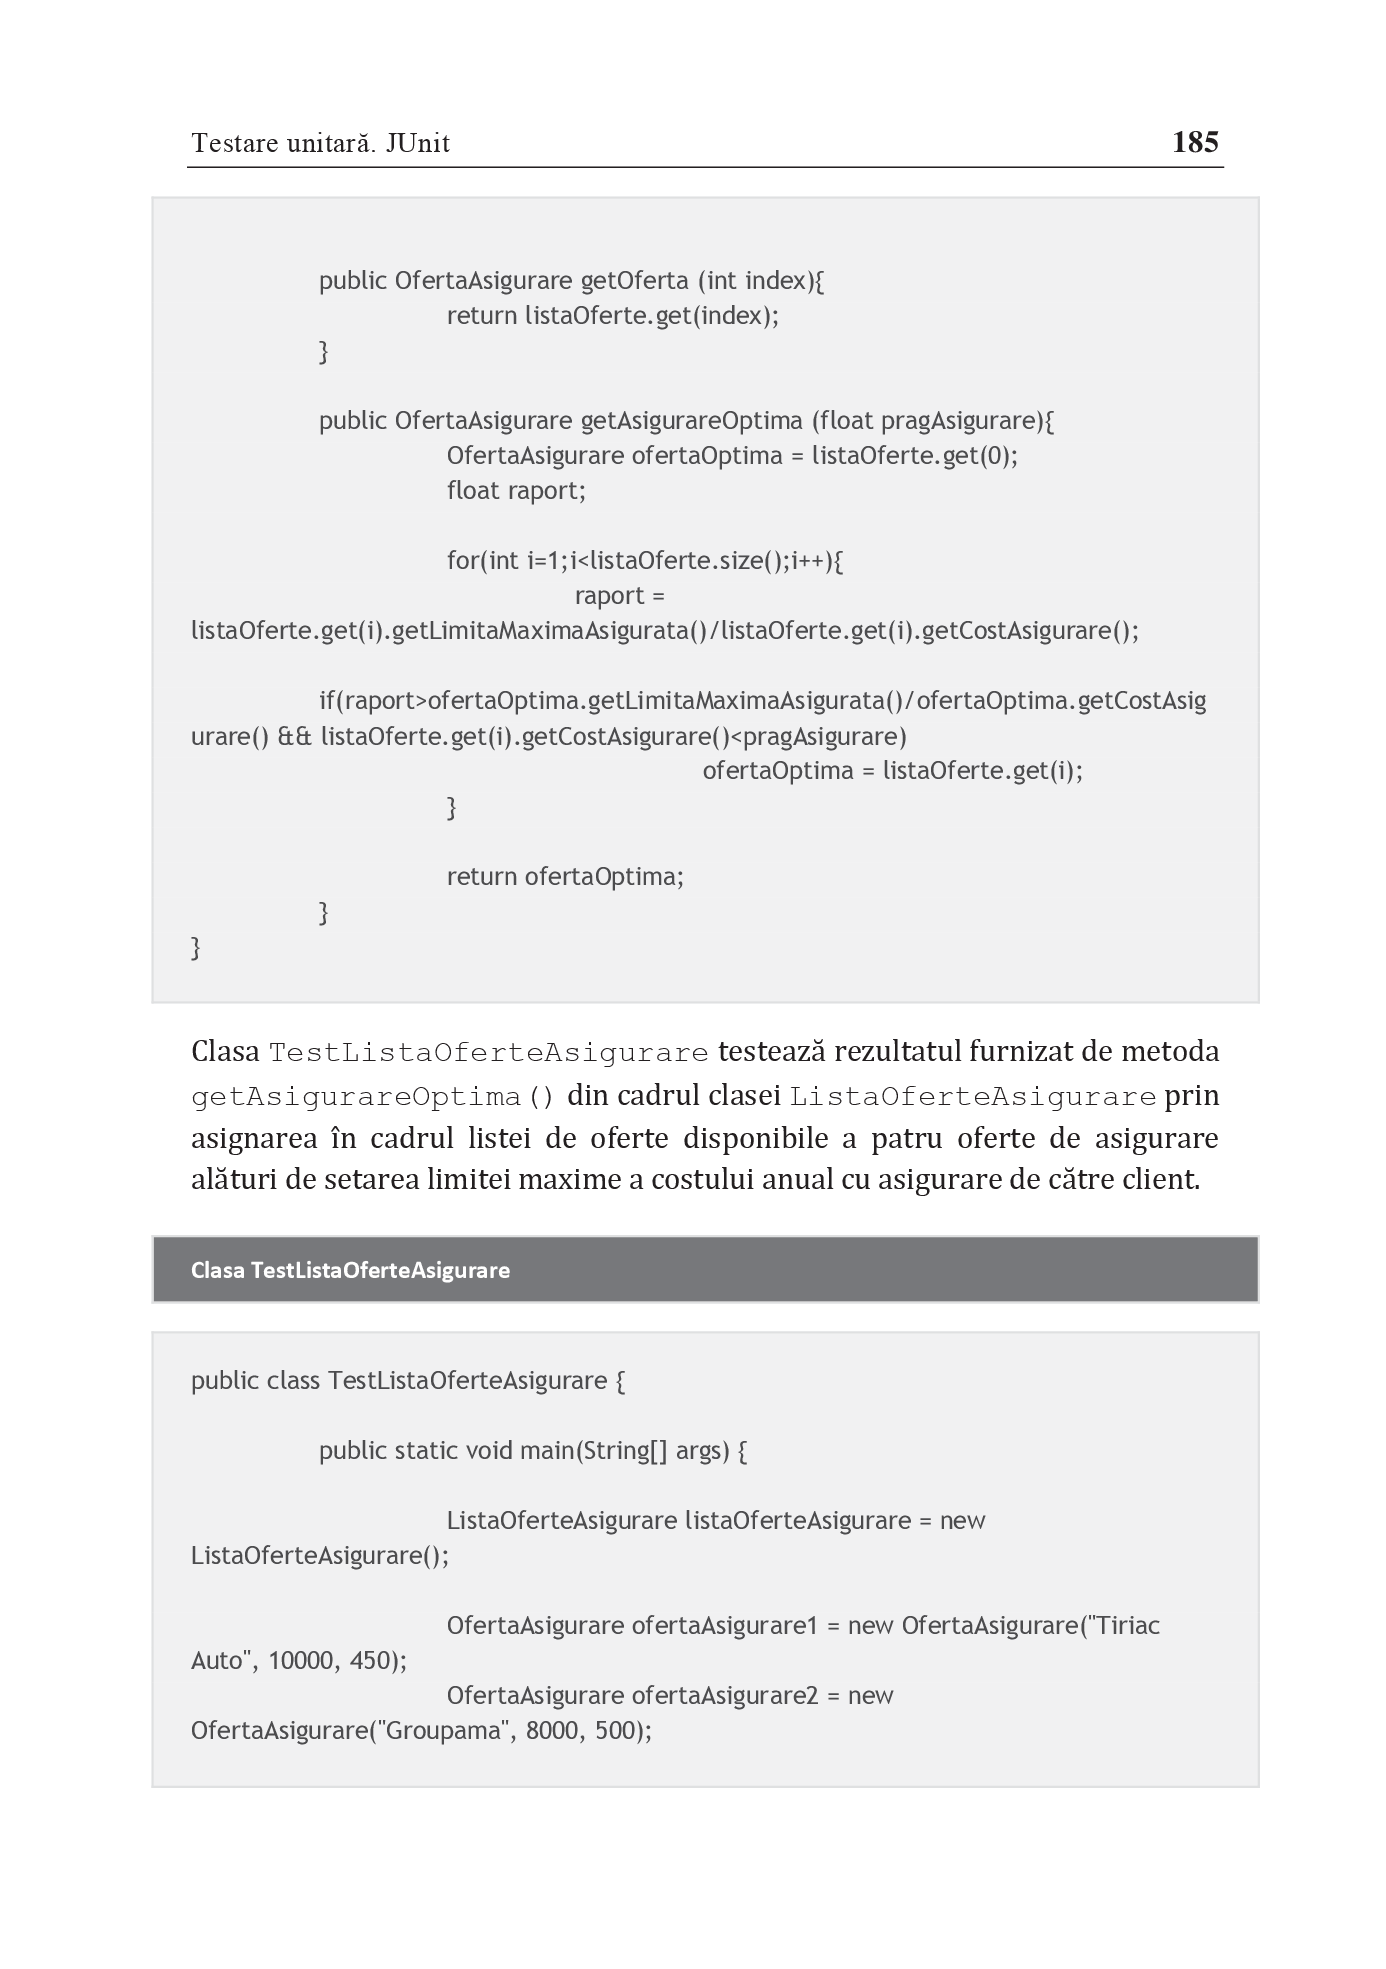 Testare unitară. JUnit 185
public OfertaAsigurare getOferta (int index){
return listaOferte.get(index);
}
public OfertaAsigurare getAsigurareOptima (float pragAsigurare){
OfertaAsigurare ofertaOptima = listaOferte.get(0);
float raport;
for(int i=1;i<listaOferte.size();i++){
raport =
listaOferte.get(i).getLimitaMaximaAsigurata()/listaOferte.get(i).getCostAsigurare();
if(raport>ofertaOptima.getLimitaMaximaAsigurata()/ofertaOptima.getCostAsig
urare() && listaOferte.get(i).getCostAsigurare()<pragAsigurare)
ofertaOptima = listaOferte.get(i);
}
return ofertaOptima;
}
}
Clasa TestListaOferteAsigurare testează rezultatul furnizat de metoda
getAsigurareOptima() din cadrul clasei ListaOferteAsigurare prin
asignarea în cadrul listei de oferte disponibile a patru oferte de asigurare
alături de setarea limitei maxime a costului anual cu asigurare de către client.
Clasa TestListaOferteAsigurare
public class TestListaOferteAsigurare {
public static void main(String[] args) {
ListaOferteAsigurare listaOferteAsigurare = new
ListaOferteAsigurare();
OfertaAsigurare ofertaAsigurare1 = new OfertaAsigurare("Tiriac
Auto", 10000, 450);
OfertaAsigurare ofertaAsigurare2 = new
OfertaAsigurare("Groupama", 8000, 500);